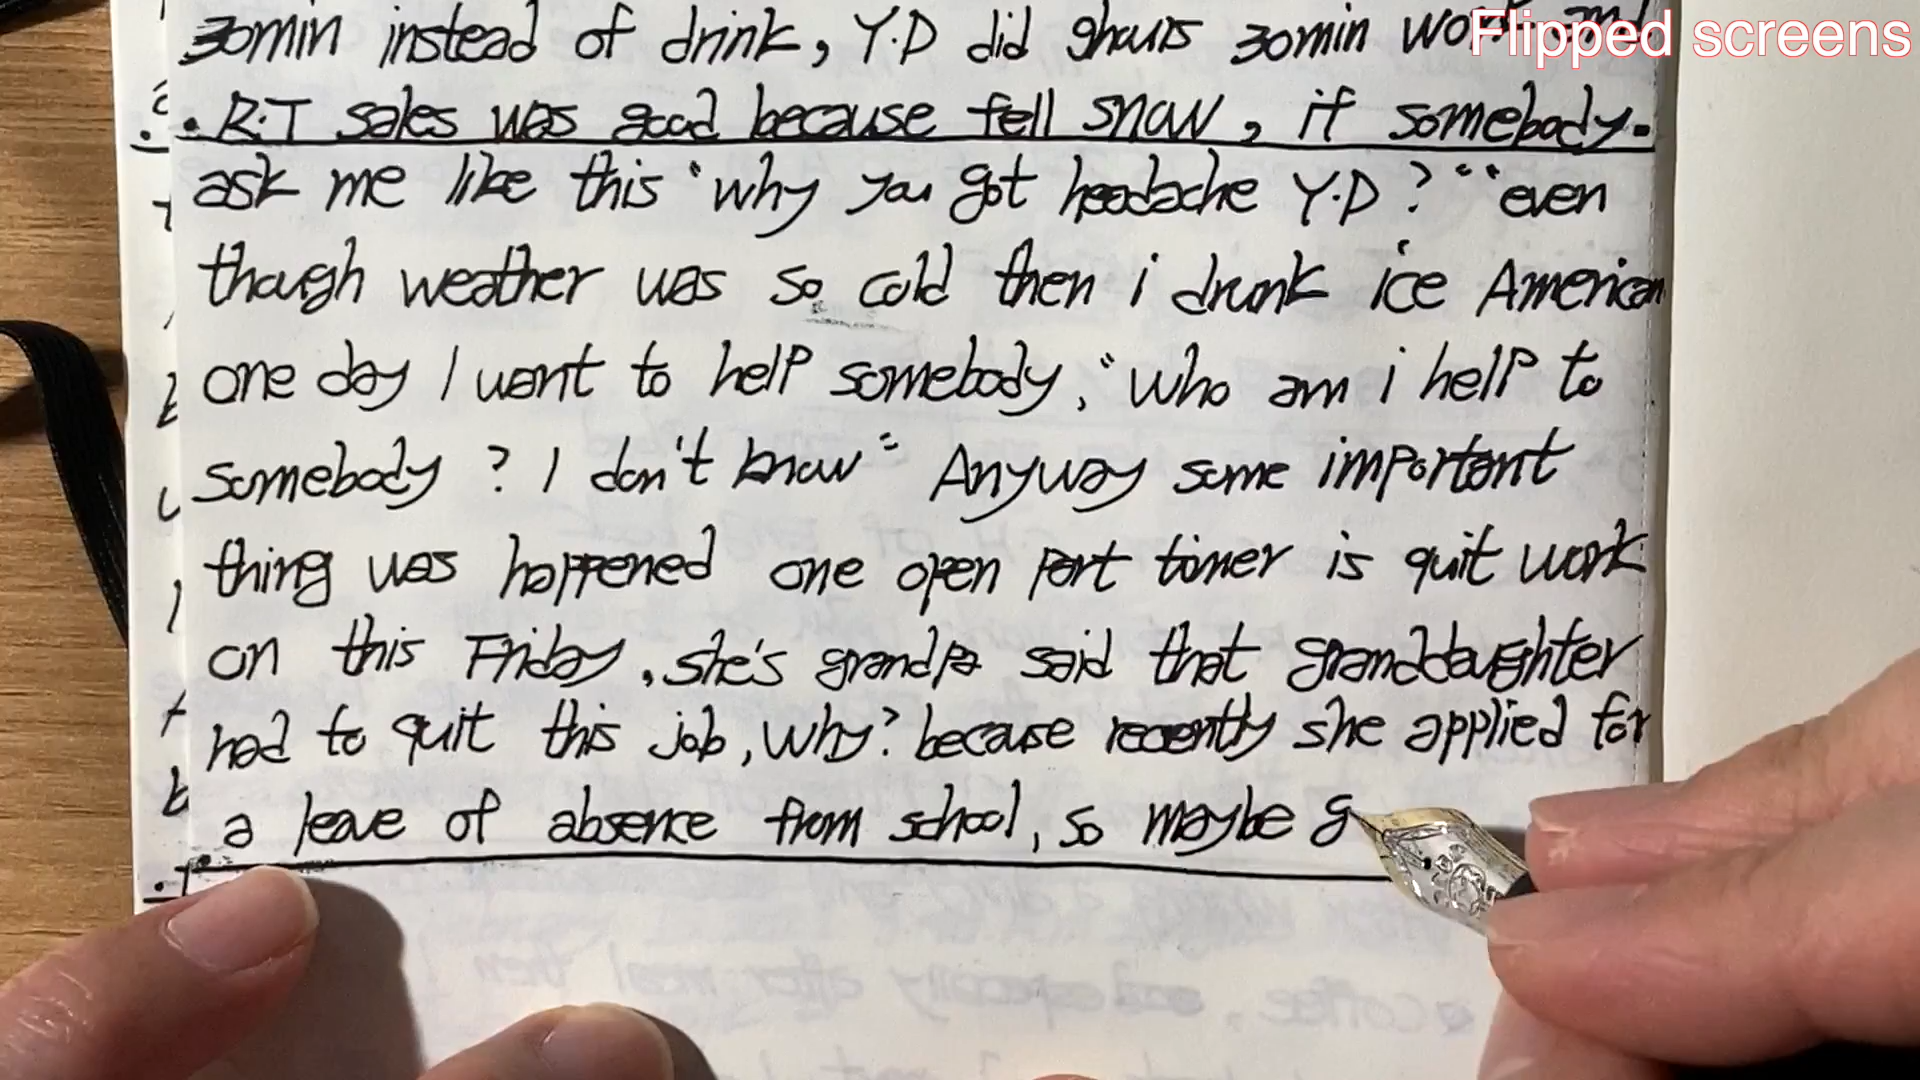 30min instead of drink, Y.D did 9hours 30min work and
Flipped screens
• R.T sales was good because fell snow, if somebody.
ask me like this "why you got headache Y.D?" "even
though weather was so cold then i drunk ice American
one day I want to help somebody, "who am i help to
somebody? I don't know" Anyway some important
thing was happened one open part timer is quit work
on this Friday, she's grandpa said that granddaughter
had to quit this job, why? because recently she applied for
a leave of absence from school, so maybe g